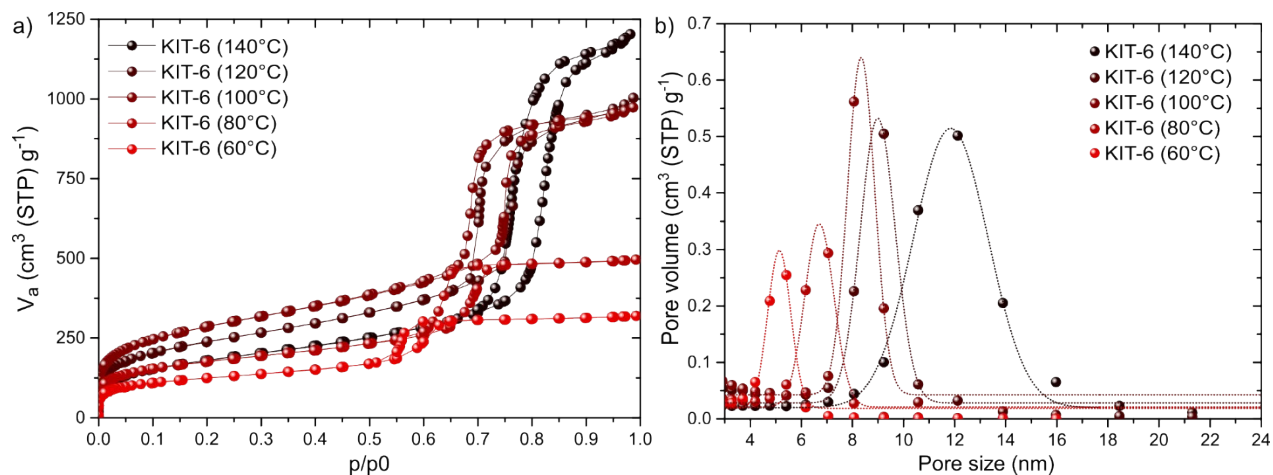 a)
KIT-6 (140°C)
KIT-6 (120°C)
KIT-6 (100°C)
KIT-6 (80°C)
KIT-6 (60°C)
Va (cm³ (STP) g⁻¹)
1250
1000
750
500
250
0
0.0 0.1 0.2 0.3 0.4 0.5 0.6 0.7 0.8 0.9 1.0
p/p0
b)
KIT-6 (140°C)
KIT-6 (120°C)
KIT-6 (100°C)
KIT-6 (80°C)
KIT-6 (60°C)
Pore volume (cm³ (STP) g⁻¹)
0.7
0.6
0.5
0.4
0.3
0.2
0.1
0.0
4 6 8 10 12 14 16 18 20 22 24
Pore size (nm)